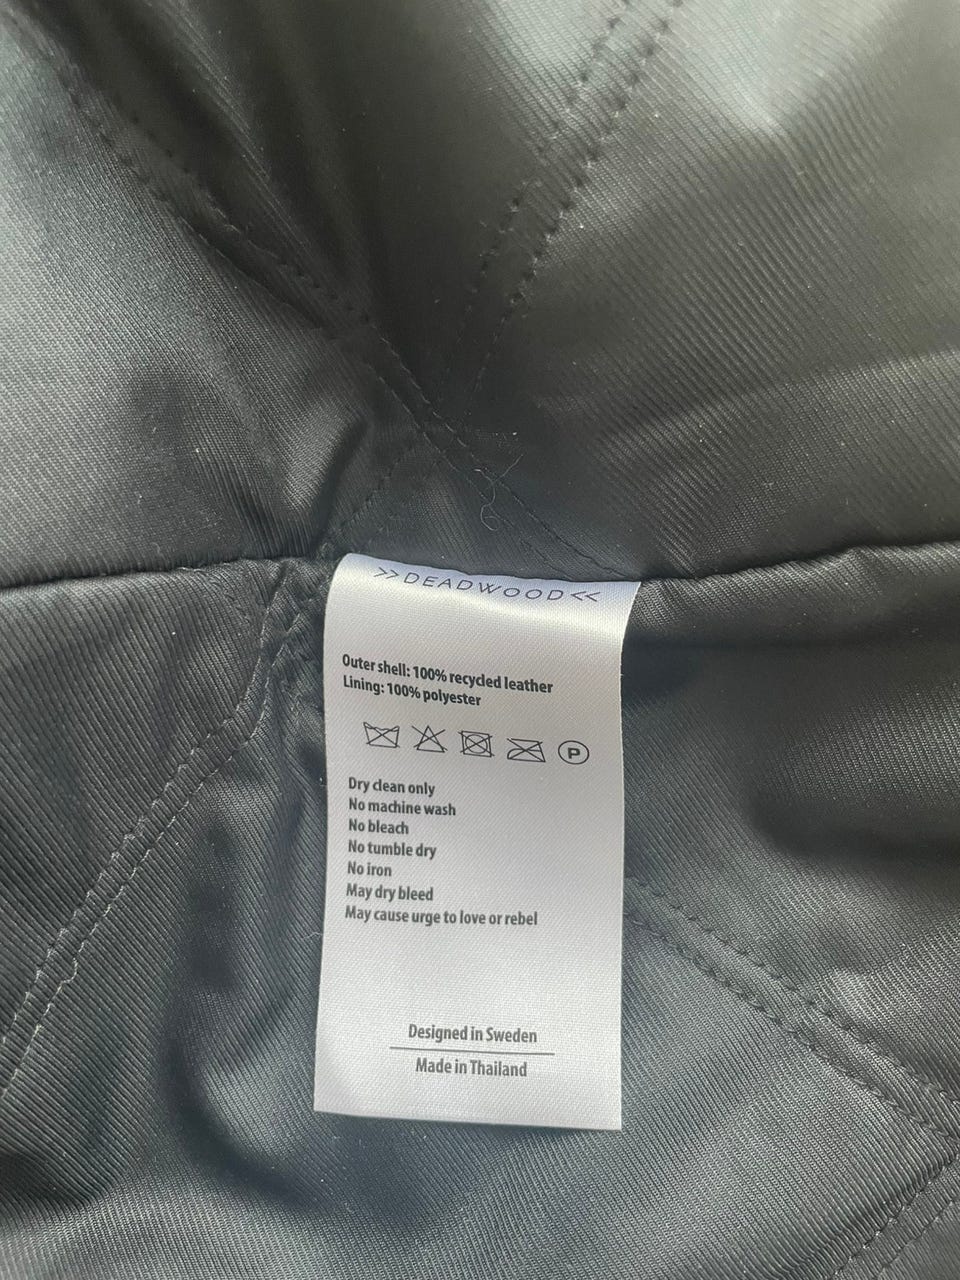 >>DEADWOOD<<
Outer shell: 100% recycled leather
Lining: 100% polyester
P
Dry clean only
No machine wash
No bleach
No tumble dry
No iron
May dry bleed
May cause urge to love or rebel
Designed in Sweden
Made in Thailand